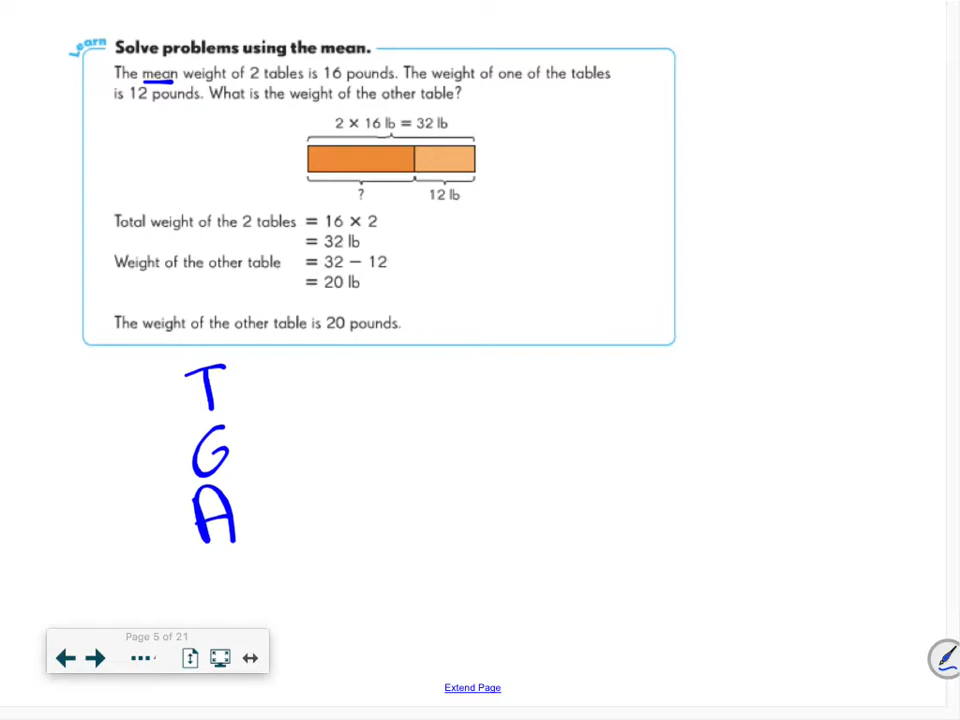 Learn
Solve problems using the mean.
The mean weight of 2 tables is 16 pounds. The weight of one of the tables
is 12 pounds. What is the weight of the other table?
2 × 16 lb = 32 lb
? 12 lb
Total weight of the 2 tables = 16 × 2
= 32 lb
Weight of the other table = 32 − 12
= 20 lb
The weight of the other table is 20 pounds.
T
G
A
Page 5 of 21
Extend Page